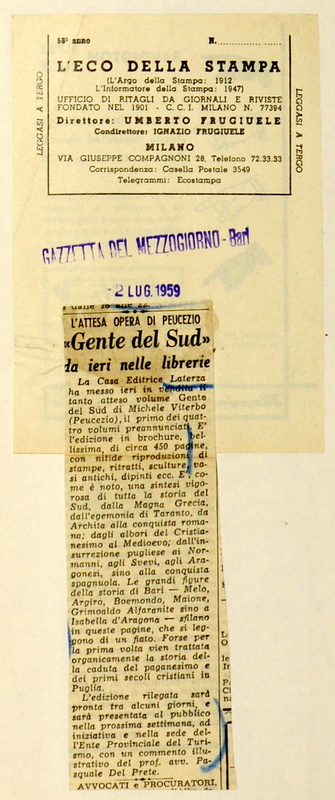 58° anno N. ....................
L'ECO DELLA STAMPA
(L'Argo della Stampa: 1912
L'Informatore della Stampa: 1947)
UFFICIO DI RITAGLI DA GIORNALI E RIVISTE
FONDATO NEL 1901 - C.C.I. MILANO N. 77394
Direttore: UMBERTO FRUGIUELE
Condirettore: IGNAZIO FRUGIUELE
MILANO
VIA GIUSEPPE COMPAGNONI 28, Telefono 72.33.33
Corrispondenza: Casella Postale 3549
Telegrammi: Ecostampa
LEGGASI A TERGO
LEGGASI A TERGO
GAZZETTA DEL MEZZOGIORNO - Bari
- 2 LUG. 1959
dalle 18 alle 22.
L'ATTESA OPERA DI PEUCEZIO
«Gente del Sud»
da ieri nelle librerie
La Casa Editrice Laterza
ha messo ieri in vendita il
tanto atteso volume Gente
del Sud di Michele Viterbo
(Peucezio), il primo dei quat-
tro volumi preannunciati. E'
l'edizione in brochure, bel-
lissima, di circa 450 pagine,
con nitide riproduzioni di
stampe, ritratti, sculture, va-
si antichi, dipinti ecc. E' co-
me è noto, una sintesi vigo-
rosa di tutta la storia del
Sud, dalla Magna Grecia,
dall'egemonia di Taranto, da
Archita alla conquista roma-
na; dagli albori del Cristia-
nesimo al Medioevo; dall'in-
surrezione pugliese ai Nor-
manni, agli Svevi, agli Ara-
gonesi, sino alla conquista
spagnuola. Le grandi figure
della storia di Bari — Melo,
Argiro, Boemondo, Maione,
Grimoaldo Alfaranite sino a
Isabella d'Aragona — sfilano
in queste pagine, che si leg-
gono di un fiato. Forse per
la prima volta vien trattata
organicamente la storia del-
la caduta del paganesimo e
dei primi secoli cristiani in
Puglia.
L'edizione rilegata sarà
pronta tra alcuni giorni, e
sarà presentata al pubblico
nella prossima settimana, ad
iniziativa e nella sede del-
l'Ente Provinciale del Turi-
smo, con un commento illu-
strativo del prof. avv. Pa-
squale Del Prete.
AVVOCATI e PROCURATORI.